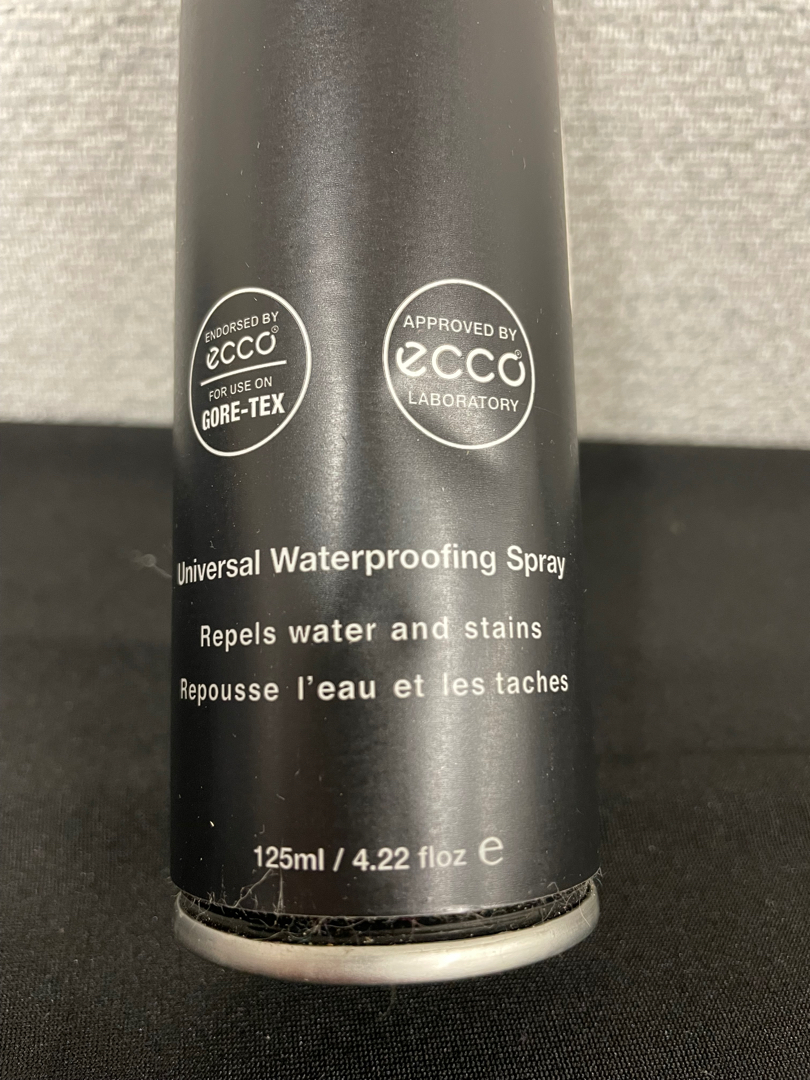 ENDORSED BY
ecco®
FOR USE ON
GORE-TEX
APPROVED BY
ecco®
LABORATORY
Universal Waterproofing Spray
Repels water and stains
Repousse l'eau et les taches
125ml / 4.22 floz e